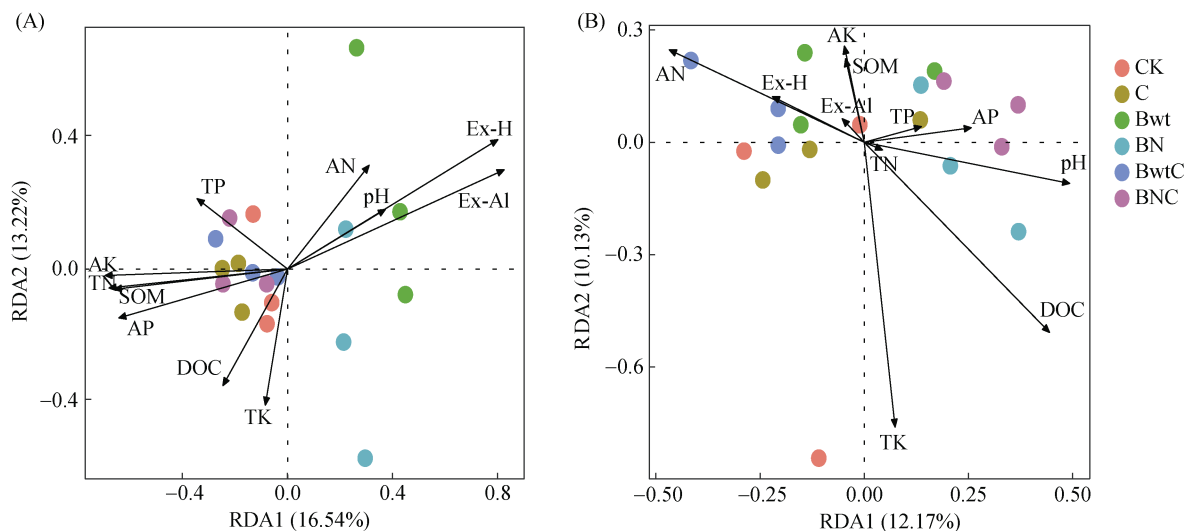 (A)
RDA2 (13.22%)
0.4
0.0
−0.4
Ex-H
AN
TP
pH
Ex-Al
AK
TN
SOM
AP
DOC
TK
−0.4
0.0
0.4
0.8
RDA1 (16.54%)
(B)
RDA2 (10.13%)
0.3
0.0
−0.3
−0.6
AK
AN
SOM
Ex-H
Ex-Al
TP
AP
TN
pH
DOC
TK
−0.50
−0.25
0.00
0.25
0.50
RDA1 (12.17%)
CK
C
Bwt
BN
BwtC
BNC